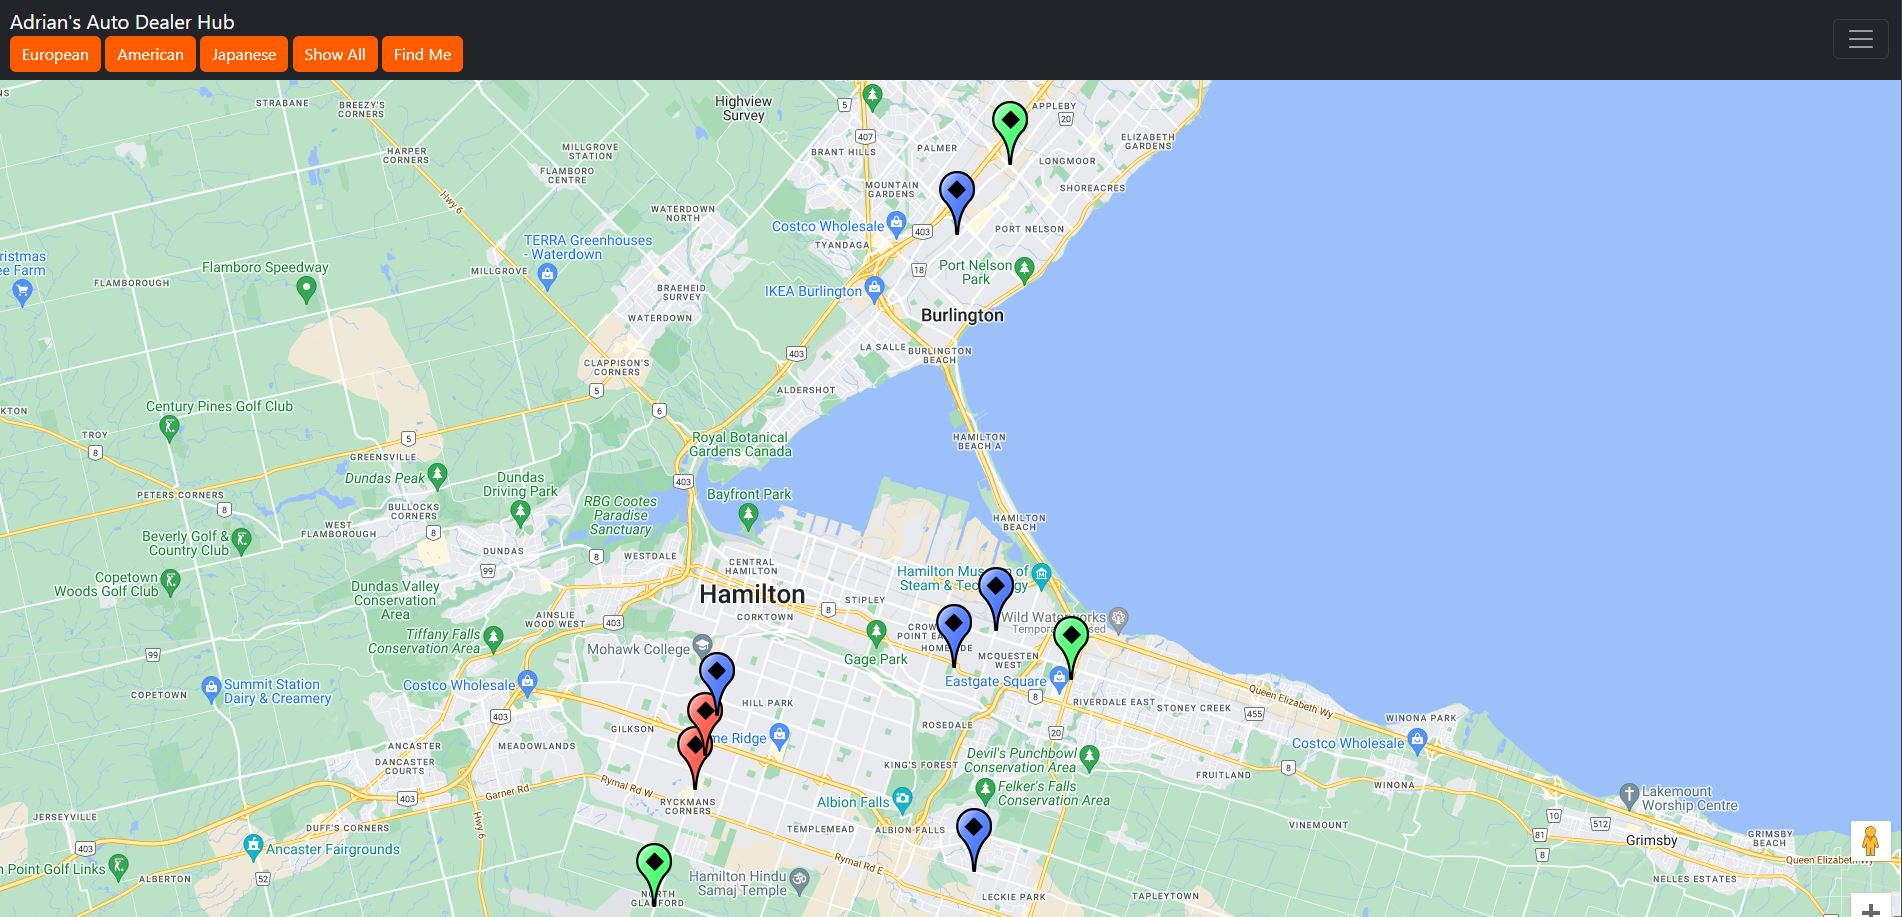 Adrian's Auto Dealer Hub
European
American
Japanese
Show All
Find Me
STRABANE
BREEZY'S
CORNERS
Highview
Survey
5
407
APPLEBY
20
ELIZABETH
GARDENS
HARPER
CORNERS
MILLGROVE
STATION
BRANT HILLS
PALMER
LONGMOOR
FLAMBORO
CENTRE
MOUNTAIN
GARDENS
SHOREACRES
Hwy 6
WATERDOWN
NORTH
Costco Wholesale
403
PORT NELSON
TYANDAGA
TERRA Greenhouses
- Waterdown
ristmas
ee Farm
Flamboro Speedway
MILLGROVE
18
Port Nelson
Park
FLAMBOROUGH
BRAEHEID
SURVEY
IKEA Burlington
WATERDOWN
Burlington
403
LA SALLE
BURLINGTON
BEACH
CLAPPISON'S
CORNERS
5
ALDERSHOT
KTON
Century Pines Golf Club
6
TROY
8
5
Royal Botanical
Gardens Canada
HAMILTON
BEACH A
GREENSVILLE
Dundas Peak
Dundas
Driving Park
403
PETERS CORNERS
8
BULLOCKS
CORNERS
RBG Cootes
Paradise
Sanctuary
Bayfront Park
WEST
FLAMBOROUGH
8
HAMILTON
BEACH
Beverly Golf &
Country Club
DUNDAS
8
WESTDALE
99
CENTRAL
HAMILTON
Copetown
Woods Golf Club
Dundas Valley
Conservation
Area
Hamilton Mus of
Steam & Tec gy
Hamilton
8
STIPLEY
AINSLIE
WOOD WEST
403
CORKTOWN
Wild Waterworks
CROW
POINT EA
HOME DE
Tiffany Falls
Conservation Area
99
Mohawk College
Gage Park
MCQUESTEN
WEST
Costco Wholesale
Eastgate Square
8
Summit Station
Dairy & Creamery
COPETOWN
HILL PARK
RIVERDALE EAST
STONEY CREEK
455
Queen Elizabeth Wy
WINONA PARK
403
GILKSON
ROSEDALE
20
me Ridge
ANCASTER
MEADOWLANDS
Devil's Punchbowl
Conservation Area
Costco Wholesale
DANCASTER
COURTS
KING'S FOREST
8
FRUITLAND
Rymal Rd W
Garner Rd
403
Felker's Falls
Conservation Area
WINONA
Lakemount
Worship Centre
RYCKMANS
CORNERS
Albion Falls
JERSEYVILLE
Hwy 6
DUFF'S CORNERS
TEMPLEMEAD
ALBION FALLS
VINEMOUNT
10
512
81
Grimsby
GRIMSBY
BEACH
403
Ancaster Fairgrounds
8
Rymal Rd E
Queen Elizabeth Wy
n Point Golf Links
ALBERTON
52
Hamilton Hindu
Samaj Temple
NELLES ESTATES
NORTH
GLANFORD
LECKIE PARK
TAPLEYTOWN